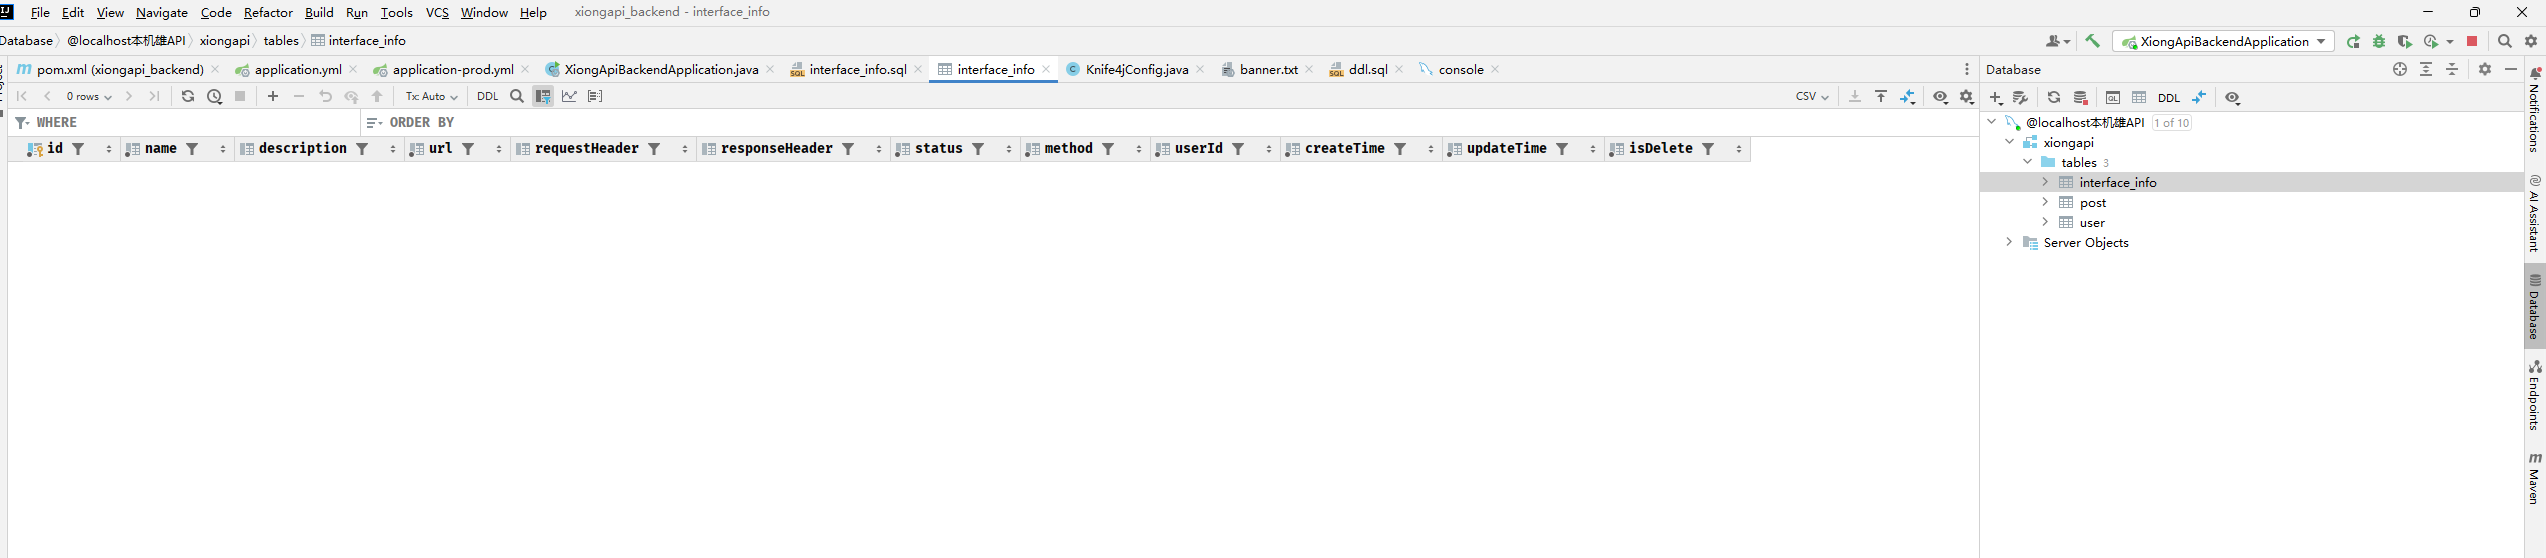 File Edit View Navigate Code Refactor Build Run Tools VCS Window Help xiongapi_backend - interface_info
Database @localhost本机雄API xiongapi tables interface_info XiongApiBackendApplication
pom.xml (xiongapi_backend) application.yml application-prod.yml XiongApiBackendApplication.java interface_info.sql interface_info Knife4jConfig.java banner.txt ddl.sql console
0 rows Tx: Auto DDL CSV
WHERE ORDER BY
id name description url requestHeader responseHeader status method userId createTime updateTime isDelete
Database
DDL
@localhost本机雄API 1 of 10
xiongapi
tables 3
interface_info
post
user
Server Objects
Notifications
AI Assistant
Database
Endpoints
Maven